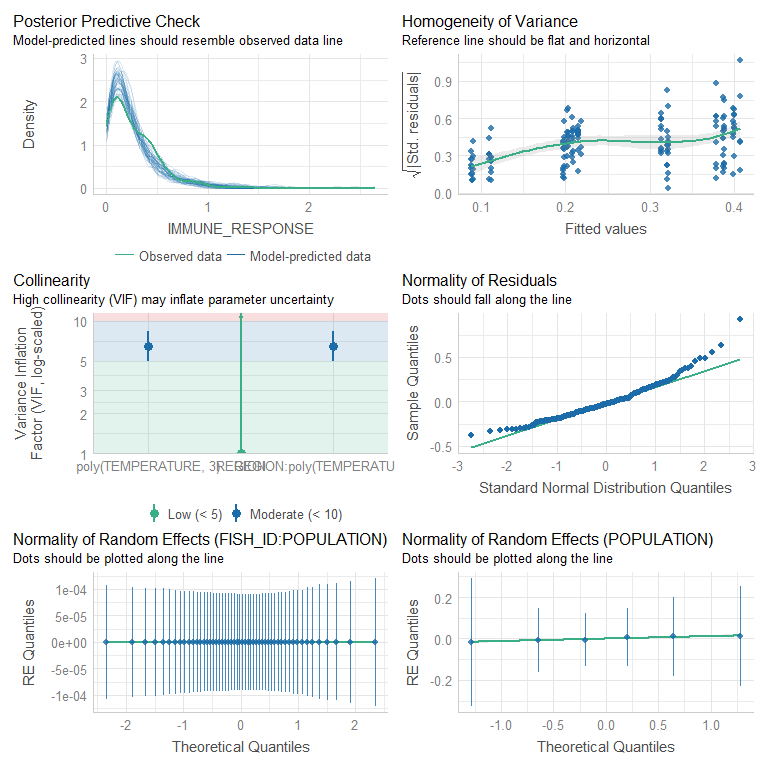 Posterior Predictive Check
Model-predicted lines should resemble observed data line
Density
3
2
1
0
0 1 2
IMMUNE_RESPONSE
Observed data Model-predicted data
Homogeneity of Variance
Reference line should be flat and horizontal
√|Std. residuals|
0.9
0.6
0.3
0.0
0.1 0.2 0.3 0.4
Fitted values
Collinearity
High collinearity (VIF) may inflate parameter uncertainty
Variance Inflation
Factor (VIF, log-scaled)
10
5
3
2
1
poly(TEMPERATURE, 3) REGION:poly(TEMPERATU
Low (< 5) Moderate (< 10)
Normality of Residuals
Dots should fall along the line
Sample Quantiles
0.5
0.0
-0.5
-3 -2 -1 0 1 2 3
Standard Normal Distribution Quantiles
Normality of Random Effects (FISH_ID:POPULATION)
Dots should be plotted along the line
RE Quantiles
1e-04
5e-05
0e+00
-5e-05
-1e-04
-2 -1 0 1 2
Theoretical Quantiles
Normality of Random Effects (POPULATION)
Dots should be plotted along the line
RE Quantiles
0.2
0.0
-0.2
-1.0 -0.5 0.0 0.5 1.0
Theoretical Quantiles